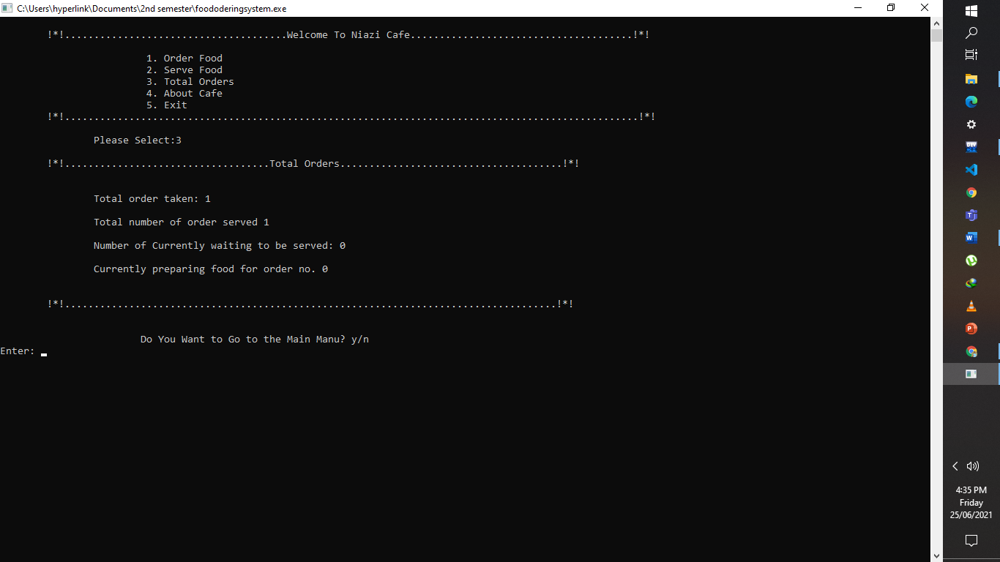 C:\Users\hyperlink\Documents\2nd semester\foododeringsystem.exe
!*!......................................Welcome To Niazi Cafe......................................!*!
1. Order Food
2. Serve Food
3. Total Orders
4. About Cafe
5. Exit
!*!..................................................................................................!*!
Please Select:3
!*!...................................Total Orders......................................!*!
Total order taken: 1
Total number of order served 1
Number of Currently waiting to be served: 0
Currently preparing food for order no. 0
!*!....................................................................................!*!
Do You Want to Go to the Main Manu? y/n
Enter:
4:35 PM
Friday
25/06/2021